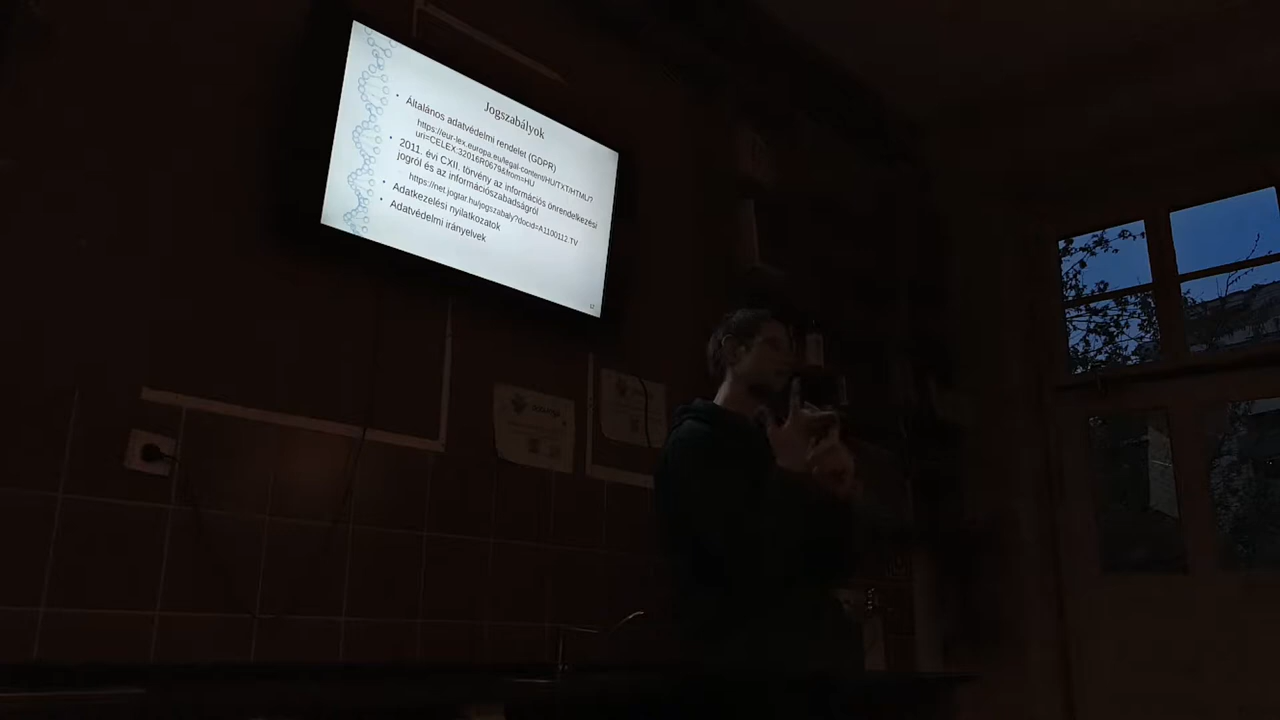 Jogszabályok
• Általános adatvédelmi rendelet (GDPR)
https://eur-lex.europa.eu/legal-content/HU/TXT/HTML/?
uri=CELEX:32016R0679&from=HU
• 2011. évi CXII. törvény az információs önrendelkezési
jogról és az információszabadságról
https://net.jogtar.hu/jogszabaly?docid=A1100112.TV
• Adatkezelési nyilatkozatok
• Adatvédelmi irányelvek